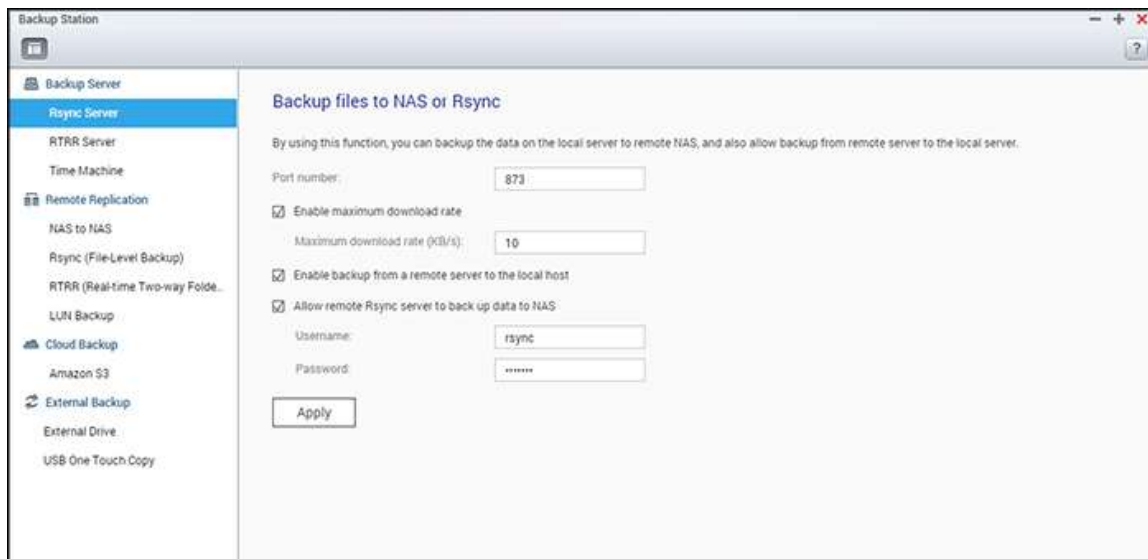 Backup Station
?
Backup Server
Rsync Server
RTRR Server
Time Machine
Remote Replication
NAS to NAS
Rsync (File-Level Backup)
RTRR (Real-time Two-way Folde..
LUN Backup
Cloud Backup
Amazon S3
External Backup
External Drive
USB One Touch Copy
Backup files to NAS or Rsync
By using this function, you can backup the data on the local server to remote NAS, and also allow backup from remote server to the local server.
Port number: 873
Enable maximum download rate
Maximum download rate (KB/s): 10
Enable backup from a remote server to the local host
Allow remote Rsync server to back up data to NAS
Username: rsync
Password: •••••••
Apply